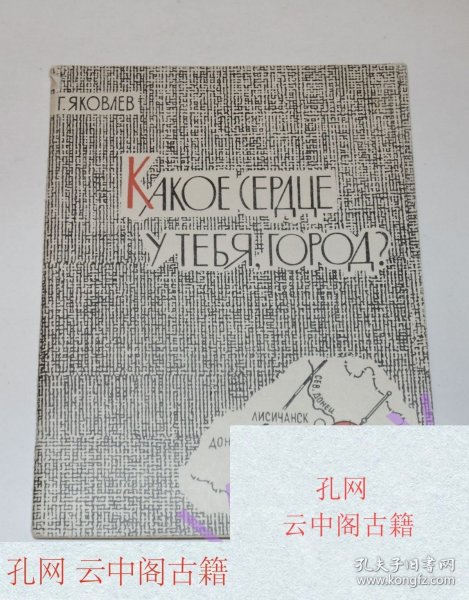 Г. ЯКОВЛЕВ
КАКОЕ СЕРДЦЕ
У ТЕБЯ, ГОРОД?
СЕВ. ДОНЕЦ
ЛИСИЧАНСК
ДОН
孔网
云中阁古籍
孔网 云中阁古籍
孔夫子旧书网
www.kongfz.com